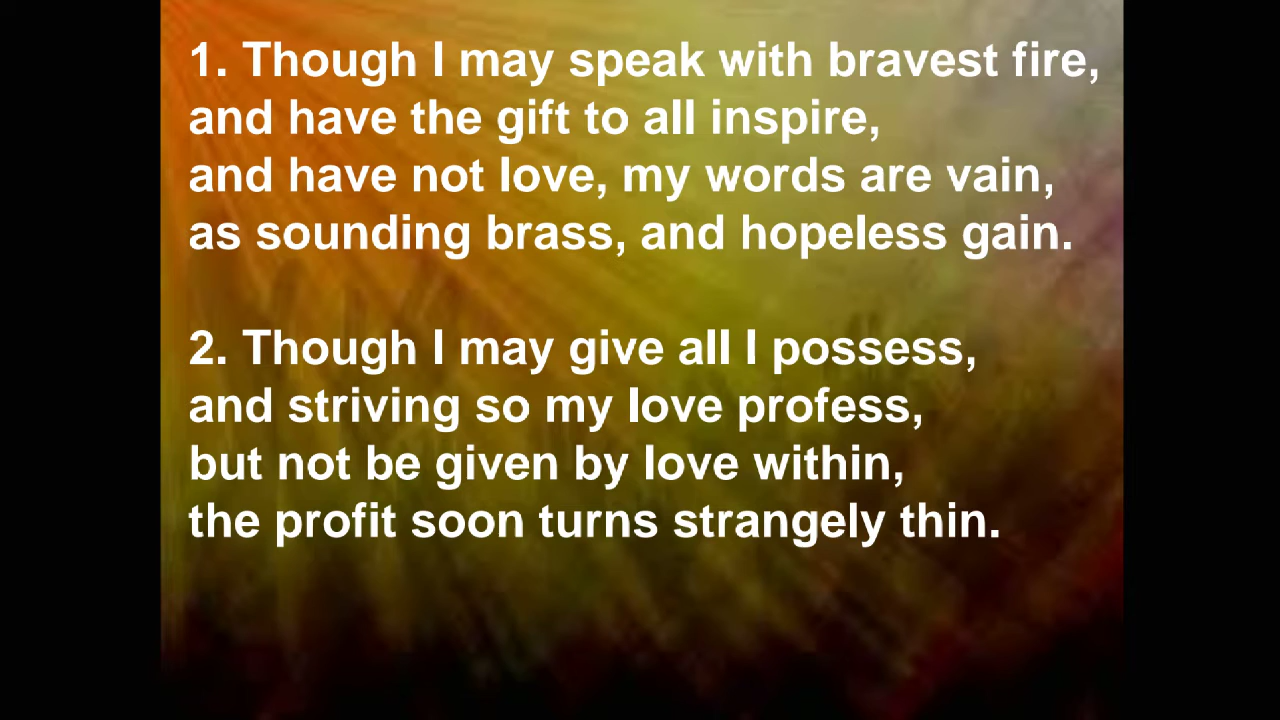 1. Though I may speak with bravest fire,
and have the gift to all inspire,
and have not love, my words are vain,
as sounding brass, and hopeless gain.
2. Though I may give all I possess,
and striving so my love profess,
but not be given by love within,
the profit soon turns strangely thin.